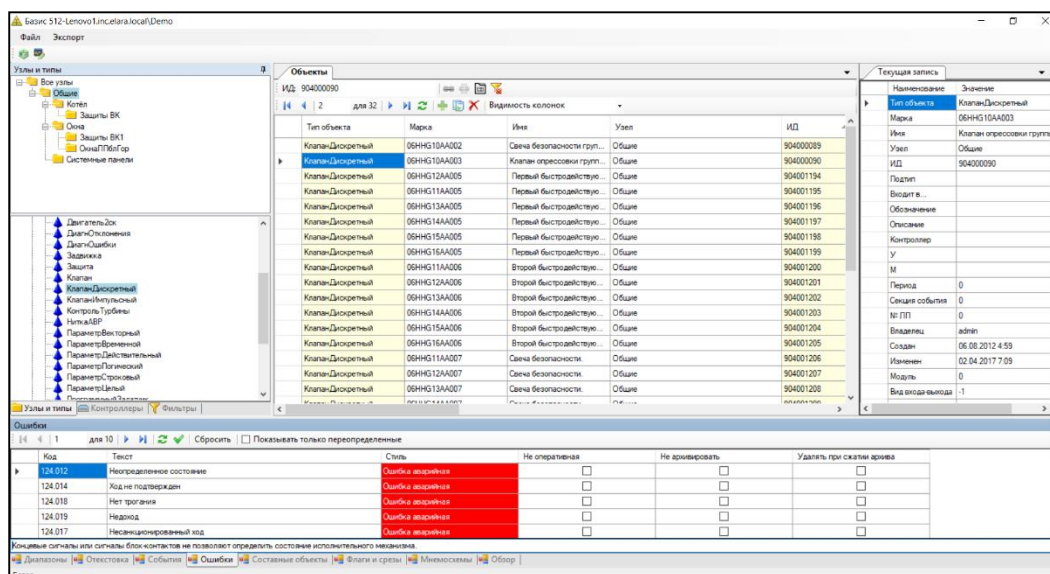 Базис 512-Lenovo1.inc.elara.local\Demo
Файл Экспорт
Узлы и типы
Все узлы
Общие
Котёл
Защиты ВК
Окна
Защиты ВК1
ОкнаППблГор
Системные панели
Двигатель2ск
ДиагнОтклонения
ДиагнОшибки
Задвижка
Защита
Клапан
КлапанДискретный
КлапанИмпульсный
КонтрольТурбины
НиткаАВР
ПараметрВекторный
ПараметрВременной
ПараметрДействительный
ПараметрЛогический
ПараметрСтроковый
ПараметрЦелый
Узлы и типы Контроллеры Фильтры
Объекты
ИД: 904000090
2 для 32 Видимость колонок
Тип объекта Марка Имя Узел ИД
КлапанДискретный 06HHG10AA002 Свеча безопасности груп... Общие 904000089
КлапанДискретный 06HHG10AA003 Клапан опрессовки групп... Общие 904000090
КлапанДискретный 06HHG12AA005 Первый быстродействую... Общие 904001194
КлапанДискретный 06HHG11AA005 Первый быстродействую... Общие 904001195
КлапанДискретный 06HHG13AA005 Первый быстродействую... Общие 904001196
КлапанДискретный 06HHG14AA005 Первый быстродействую... Общие 904001197
КлапанДискретный 06HHG15AA005 Первый быстродействую... Общие 904001198
КлапанДискретный 06HHG16AA005 Первый быстродействую... Общие 904001199
КлапанДискретный 06HHG11AA006 Второй быстродействую... Общие 904001200
КлапанДискретный 06HHG12AA006 Второй быстродействую... Общие 904001201
КлапанДискретный 06HHG13AA006 Второй быстродействую... Общие 904001202
КлапанДискретный 06HHG14AA006 Второй быстродействую... Общие 904001203
КлапанДискретный 06HHG15AA006 Второй быстродействую... Общие 904001204
КлапанДискретный 06HHG16AA006 Второй быстродействую... Общие 904001205
КлапанДискретный 06HHG11AA007 Свеча безопасности. Общие 904001206
КлапанДискретный 06HHG12AA007 Свеча безопасности. Общие 904001207
КлапанДискретный 06HHG13AA007 Свеча безопасности. Общие 904001208
Текущая запись
Наименование Значение
Тип объекта КлапанДискретный
Марка 06HHG10AA003
Имя Клапан опрессовки группы
Узел Общие
ИД 904000090
Подтип
Входит в...
Обозначение
Описание
Контроллер
У
М
Период 0
Секция события 0
№ ПП 0
Владелец admin
Создан 06.08.2012 4:59
Изменен 02.04.2017 7:09
Модуль 0
Вид входа-выхода -1
Ошибки
1 для 10 Сбросить Показывать только переопределенные
Код Текст Стиль Не оперативная Не архивировать Удалять при сжатии архива
124.012 Неопределенное состояние Ошибка аварийная
124.014 Ход не подтвержден Ошибка аварийная
124.018 Нет трогания Ошибка аварийная
124.019 Недоход Ошибка аварийная
124.017 Несанкционированный ход Ошибка аварийная
Концевые сигналы или сигналы блок-контактов не позволяют определить состояние исполнительного механизма.
Диапазоны Отекстовка События Ошибки Составные объекты Флаги и срезы Мнемосхемы Обзор